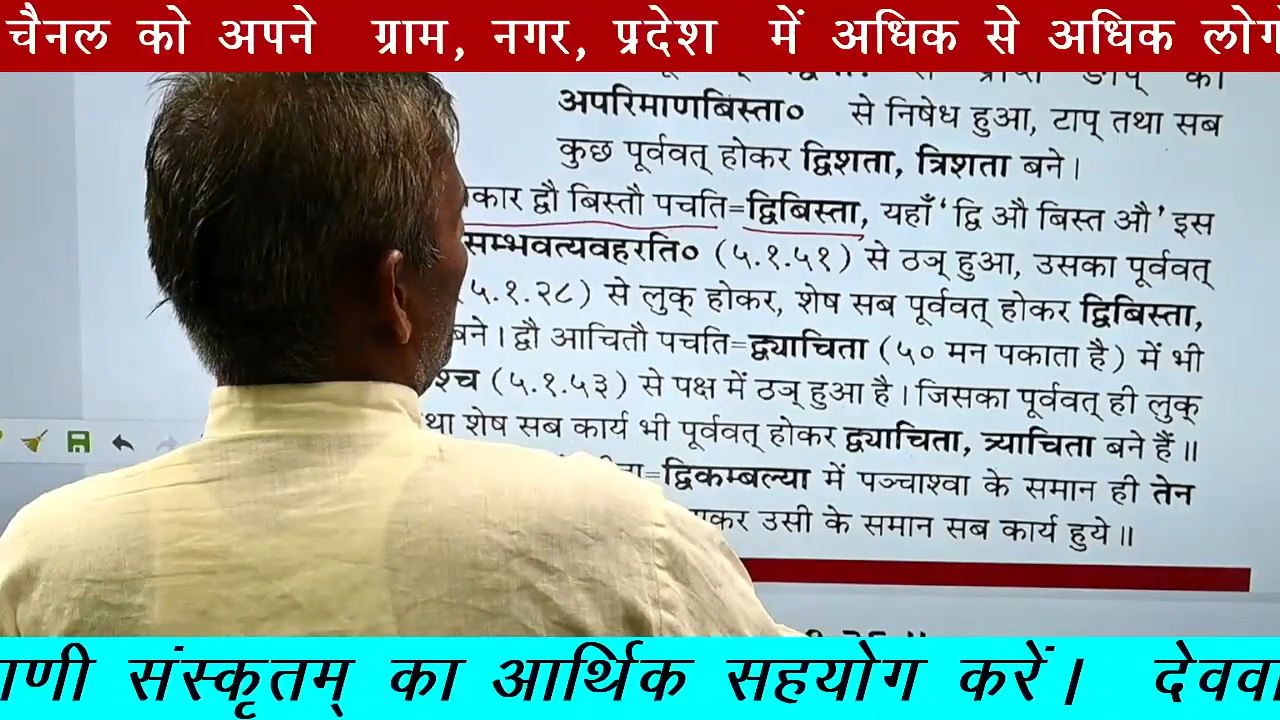 चैनल को अपने ग्राम, नगर, प्रदेश में अधिक से अधिक
अपरिमाणबिस्ता० से निषेध हुआ, टाप् तथा सब
कुछ पूर्ववत् होकर द्विशता, त्रिशता बने।
द्वौ बिस्तौ पचति=द्विबिस्ता, यहाँ ‘द्वि औ बिस्त औ’ इस
सम्भवत्यवहरति० (५.१.५१) से ठञ् हुआ, उसका पूर्ववत्
(५.१.२८) से लुक् होकर, शेष सब पूर्ववत् होकर द्विबिस्ता,
बने। द्वौ आचितौ पचति=द्व्याचिता (५० मन पकाता है) में भी
(५.१.५३) से पक्ष में ठञ् हुआ है। जिसका पूर्ववत् ही लुक्
शेष सब कार्य भी पूर्ववत् होकर द्व्याचिता, त्र्याचिता बने हैं॥
=द्विकम्बल्या में पञ्चाश्वा के समान ही तेन
उसी के समान सब कार्य हुये॥
संस्कृतम् का आर्थिक सहयोग करें।